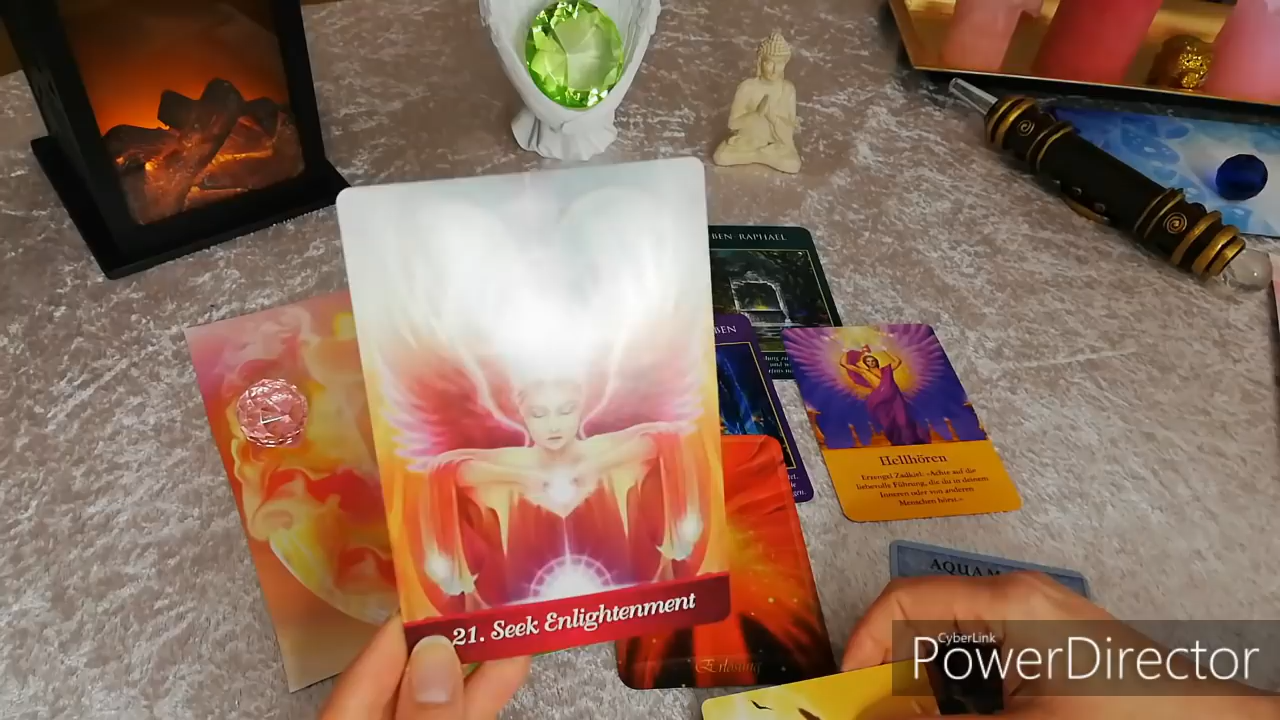 BEN-RAPHAEL
BEN
Hellhören
Erzengel Zadkiel: »Achte auf die
liebendle Führung, die du in deinem
Inneren oder von anderen
Menschen hörst.«
21. Seek Enlightenment
Erlösung
AQUAM
CyberLink
PowerDirector